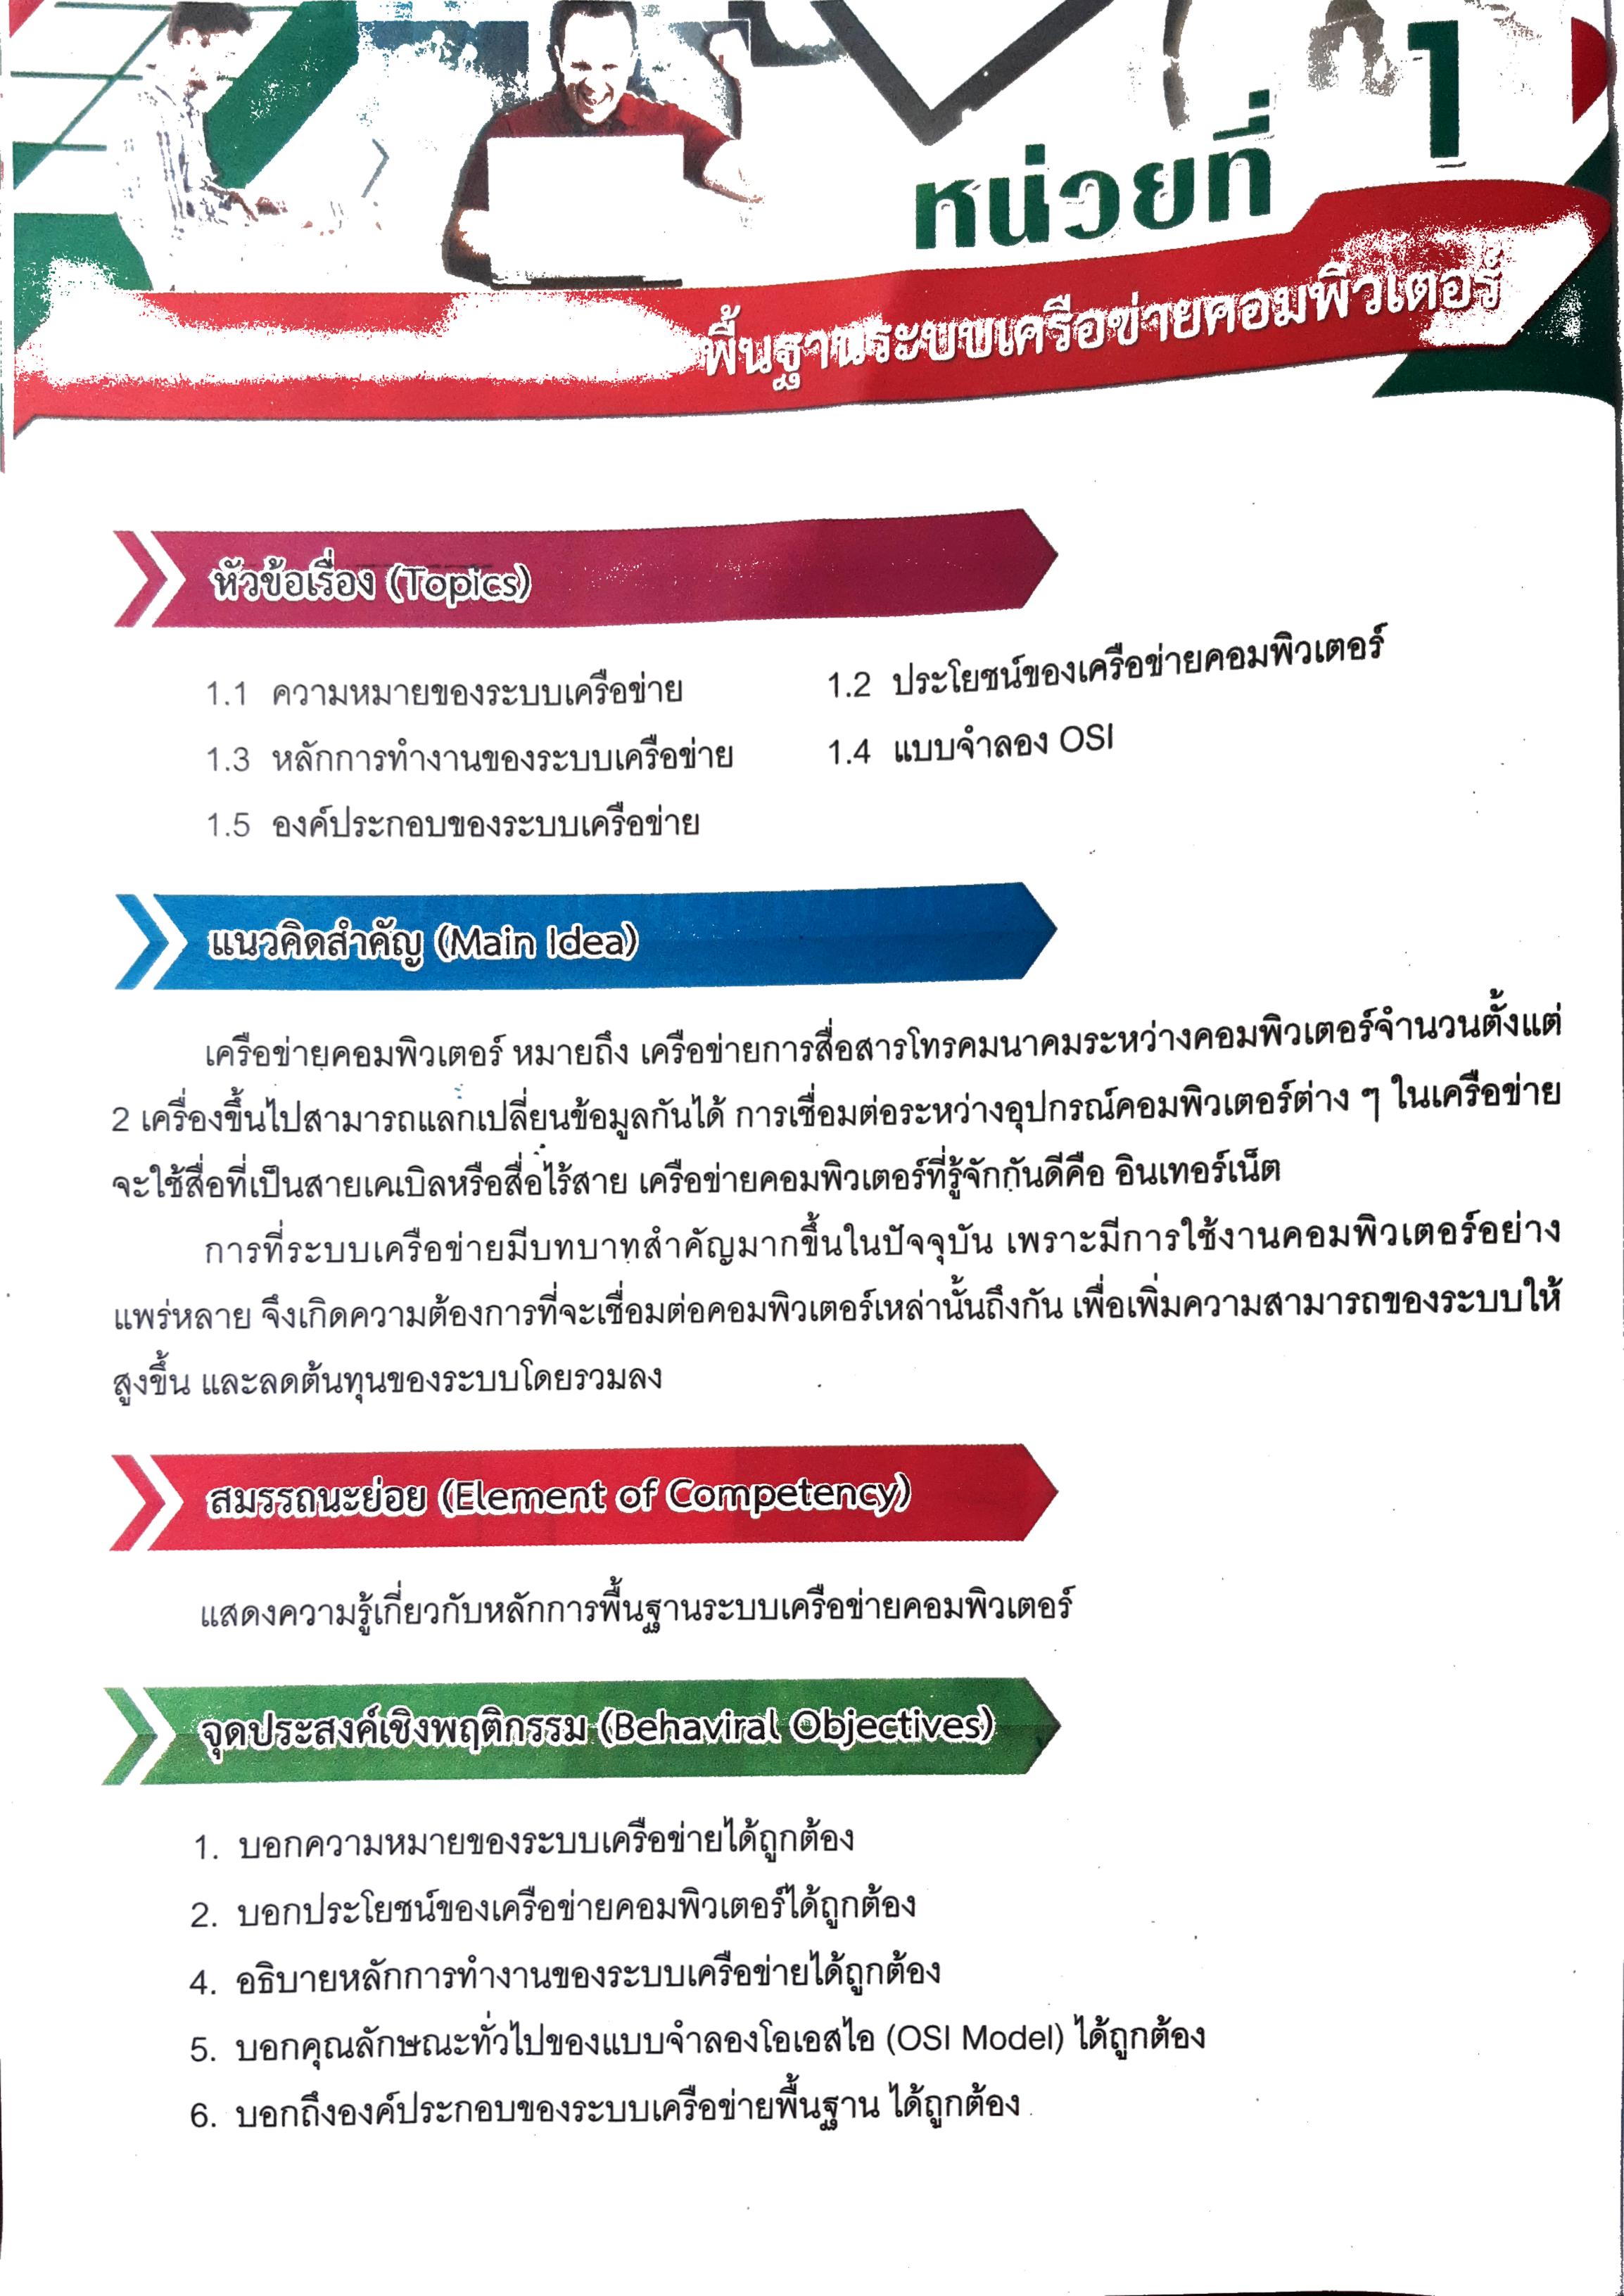 หน่วยที่ 1
พื้นฐานระบบเครือข่ายคอมพิวเตอร์
หัวข้อเรื่อง (Topics)
1.1 ความหมายของระบบเครือข่าย 1.2 ประโยชน์ของเครือข่ายคอมพิวเตอร์
1.3 หลักการทำงานของระบบเครือข่าย 1.4 แบบจำลอง OSI
1.5 องค์ประกอบของระบบเครือข่าย
แนวคิดสำคัญ (Main Idea)
เครือข่ายคอมพิวเตอร์ หมายถึง เครือข่ายการสื่อสารโทรคมนาคมระหว่างคอมพิวเตอร์จำนวนตั้งแต่
2 เครื่องขึ้นไปสามารถแลกเปลี่ยนข้อมูลกันได้ การเชื่อมต่อระหว่างอุปกรณ์คอมพิวเตอร์ต่าง ๆ ในเครือข่าย
จะใช้สื่อที่เป็นสายเคเบิลหรือสื่อไร้สาย เครือข่ายคอมพิวเตอร์ที่รู้จักกันดีคือ อินเทอร์เน็ต
การที่ระบบเครือข่ายมีบทบาทสำคัญมากขึ้นในปัจจุบัน เพราะมีการใช้งานคอมพิวเตอร์อย่าง
แพร่หลาย จึงเกิดความต้องการที่จะเชื่อมต่อคอมพิวเตอร์เหล่านั้นถึงกัน เพื่อเพิ่มความสามารถของระบบให้
สูงขึ้น และลดต้นทุนของระบบโดยรวมลง
สมรรถนะย่อย (Element of Competency)
แสดงความรู้เกี่ยวกับหลักการพื้นฐานระบบเครือข่ายคอมพิวเตอร์
จุดประสงค์เชิงพฤติกรรม (Behaviral Objectives)
1. บอกความหมายของระบบเครือข่ายได้ถูกต้อง
2. บอกประโยชน์ของเครือข่ายคอมพิวเตอร์ได้ถูกต้อง
4. อธิบายหลักการทำงานของระบบเครือข่ายได้ถูกต้อง
5. บอกคุณลักษณะทั่วไปของแบบจำลองโอเอสไอ (OSI Model) ได้ถูกต้อง
6. บอกถึงองค์ประกอบของระบบเครือข่ายพื้นฐาน ได้ถูกต้อง